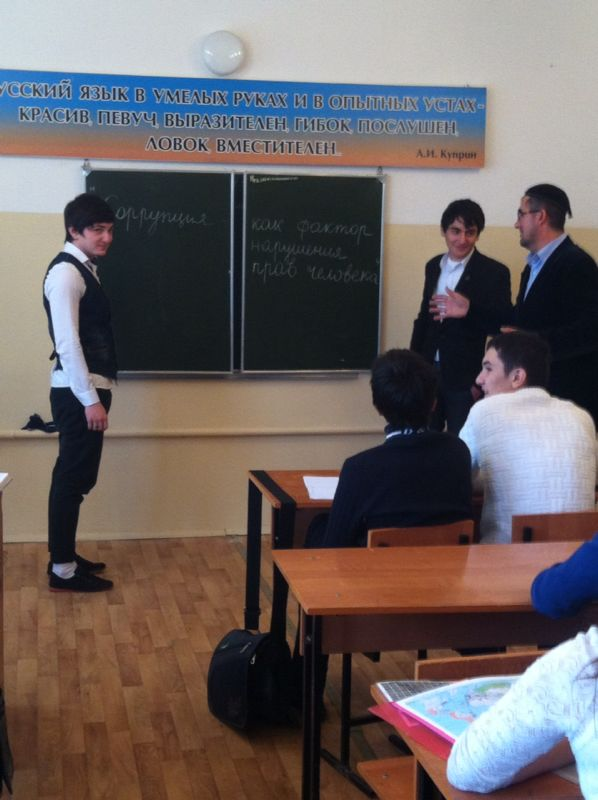 УССКИЙ ЯЗЫК В УМЕЛЫХ РУКАХ И В ОПЫТНЫХ УСТАХ -
КРАСИВ, ПЕВУЧ, ВЫРАЗИТЕЛЕН, ГИБОК, ПОСЛУШЕН,
ЛОВОК, ВМЕСТИТЕЛЕН...
А.И. Куприн
Коррупция -
как фактор
нарушения
прав человека